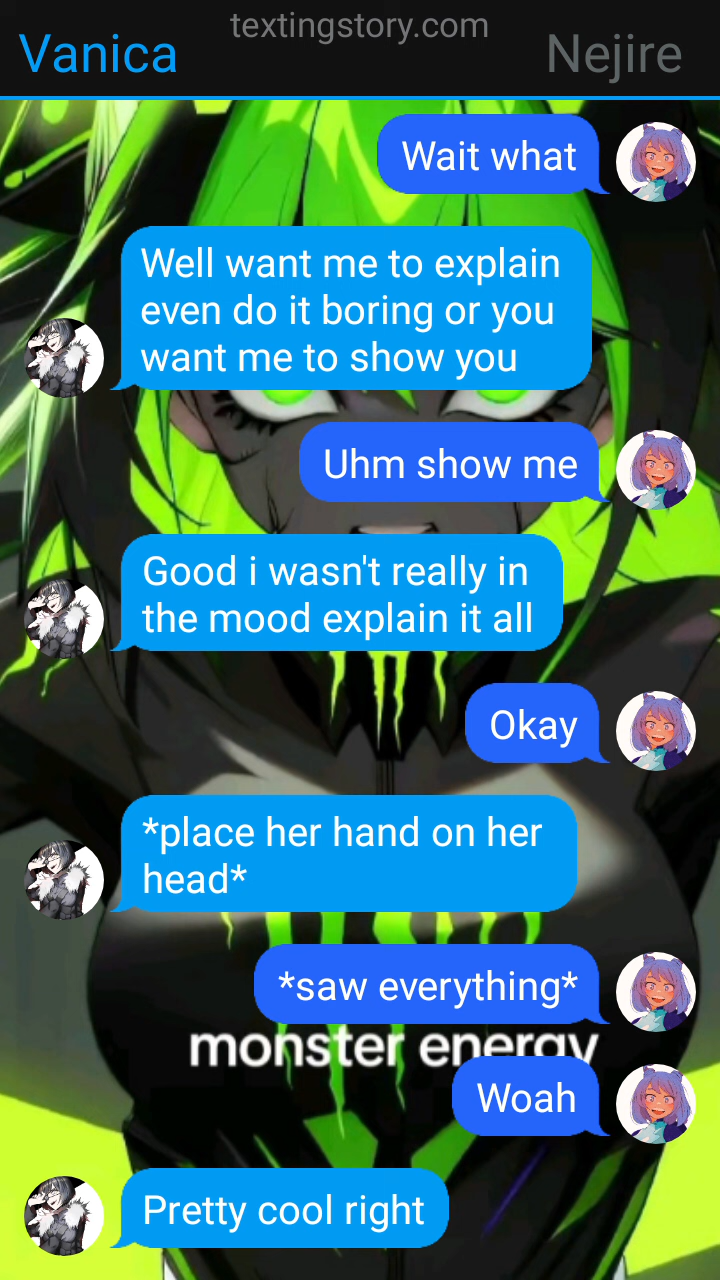 textingstory.com
Vanica
Nejire
Wait what
Well want me to explain
even do it boring or you
want me to show you
Uhm show me
Good i wasn't really in
the mood explain it all
Okay
*place her hand on her
head*
*saw everything*
monster energy
Woah
Pretty cool right